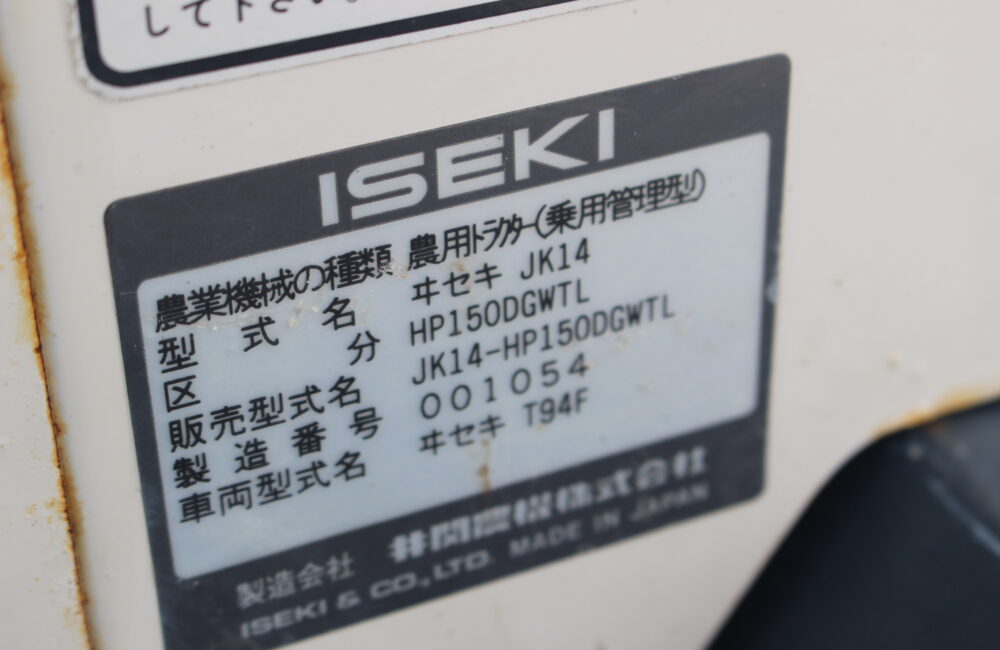 して下さい。
ISEKI
農業機械の種類 農用トラクター(乗用管理型)
型式名 ヰセキ JK14
区分 HP150DGWTL
販売型式名 JK14-HP150DGWTL
製造番号 001054
車両型式名 ヰセキ T94F
製造会社 井関農機株式会社
ISEKI & CO., LTD. MADE IN JAPAN